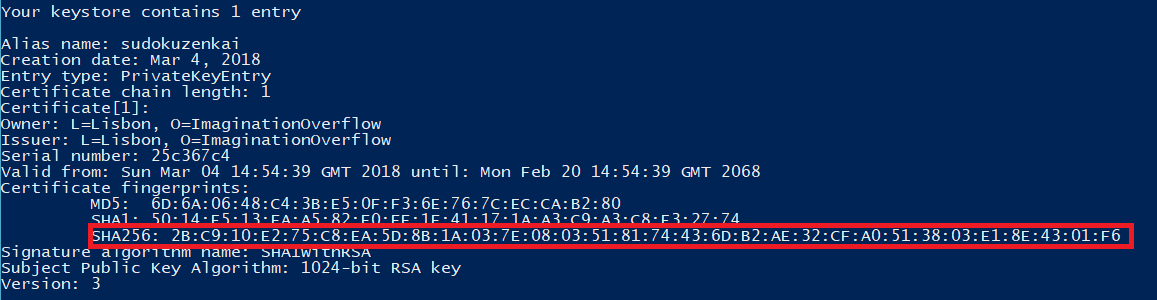 Your keystore contains 1 entry
Alias name: sudokuzenkai
Creation date: Mar 4, 2018
Entry type: PrivateKeyEntry
Certificate chain length: 1
Certificate[1]:
Owner: L=Lisbon, O=ImaginationOverflow
Issuer: L=Lisbon, O=ImaginationOverflow
Serial number: 25c367c4
Valid from: Sun Mar 04 14:54:39 GMT 2018 until: Mon Feb 20 14:54:39 GMT 2068
Certificate fingerprints:
MD5: 6D:6A:06:48:C4:3B:E5:0F:F3:6E:76:7C:EC:CA:B2:80
SHA1: 50:14:F5:13:EA:A5:82:F0:FF:1F:41:17:1A:A3:C9:A3:C8:F3:27:74
SHA256: 2B:C9:10:E2:75:C8:EA:5D:8B:1A:03:7E:08:03:51:81:74:43:6D:B2:AE:32:CF:A0:51:38:03:E1:8E:43:01:F6
Signature algorithm name: SHA1withRSA
Subject Public Key Algorithm: 1024-bit RSA key
Version: 3